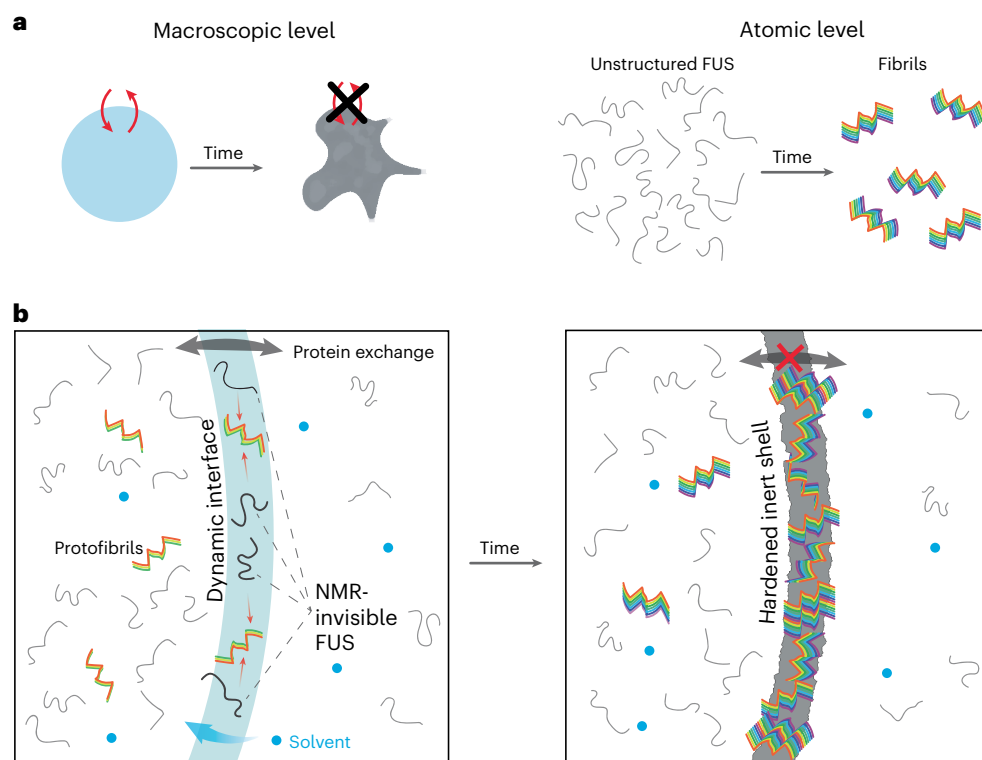 a
Macroscopic level
Atomic level
Unstructured FUS
Fibrils
Time
Time
b
Protein exchange
Dynamic interface
Protofibrils
NMR-
invisible
FUS
Solvent
Time
Hardened inert shell